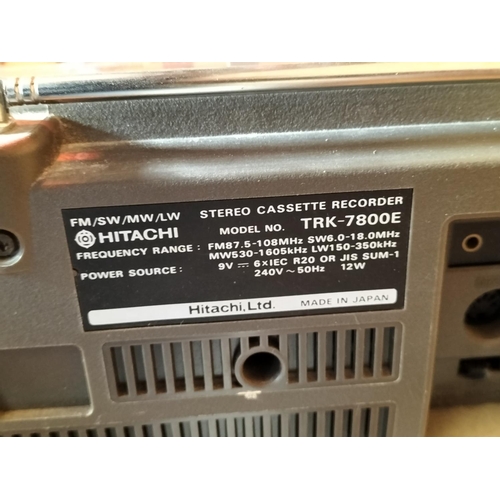 FM/SW/MW/LW STEREO CASSETTE RECORDER
HITACHI MODEL NO. TRK-7800E
FREQUENCY RANGE: FM87.5-108MHz SW6.0-18.0MHz
MW530-1605kHz LW150-350kHz
POWER SOURCE: 9V ⎓ 6×IEC R20 OR JIS SUM-1
240V ~ 50Hz 12W
Hitachi, Ltd. MADE IN JAPAN